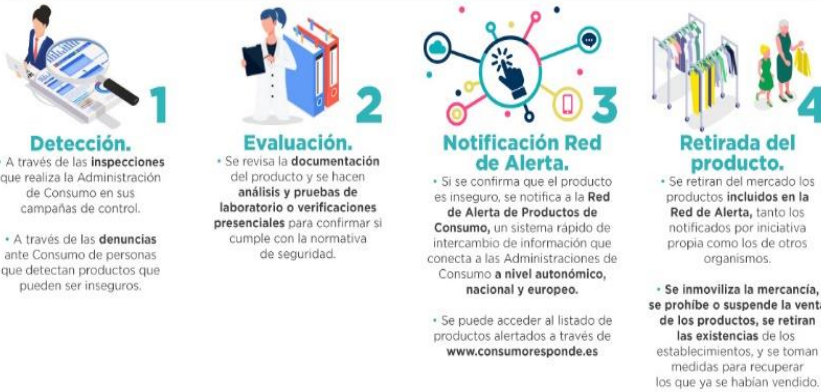 1
Detección.
• A través de las inspecciones
que realiza la Administración
de Consumo en sus
campañas de control.
• A través de las denuncias
ante Consumo de personas
que detectan productos que
pueden ser inseguros.
2
Evaluación.
• Se revisa la documentación
del producto y se hacen
análisis y pruebas de
laboratorio o verificaciones
presenciales para confirmar si
cumple con la normativa
de seguridad.
3
Notificación Red
de Alerta.
• Si se confirma que el producto
es inseguro, se notifica a la Red
de Alerta de Productos de
Consumo, un sistema rápido de
intercambio de información que
conecta a las Administraciones de
Consumo a nivel autonómico,
nacional y europeo.
• Se puede acceder al listado de
productos alertados a través de
www.consumoresponde.es
4
Retirada del
producto.
• Se retiran del mercado los
productos incluidos en la
Red de Alerta, tanto los
notificados por iniciativa
propia como los de otros
organismos.
• Se inmoviliza la mercancía,
se prohíbe o suspende la venta
de los productos, se retiran
las existencias de los
establecimientos, y se toman
medidas para recuperar
los que ya se habían vendido.